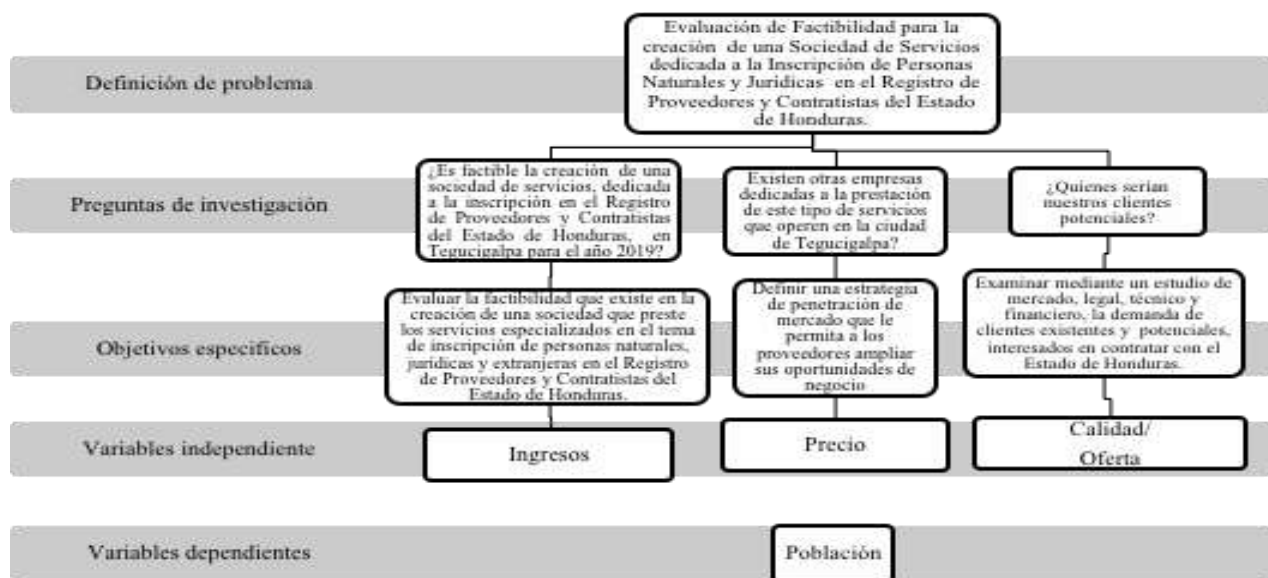 Evaluación de Factibilidad para la
creación de una Sociedad de Servicios
dedicada a la Inscripción de Personas
Naturales y Juridicas en el Registro de
Proveedores y Contratistas del Estado
de Honduras.
Definición de problema
Preguntas de investigación
¿Es factible la creación de una
sociedad de servicios, dedicada
a la inscripción en el Registro
de Proveedores y Contratistas
del Estado de Honduras, en
Tegucigalpa para el año 2019?
Existen otras empresas
dedicadas a la prestación
de este tipo de servicios
que operen en la ciudad
de Tegucigalpa?
¿Quienes serían
nuestros clientes
potenciales?
Objetivos especificos
Evaluar la factibilidad que existe en la
creación de una sociedad que preste
los servicios especializados en el tema
de inscripción de personas naturales,
jurídicas y extranjeras en el Registro
de Proveedores y Contratistas del
Estado de Honduras.
Definir una estrategia
de penetración de
mercado que le
permita a los
proveedores ampliar
sus oportunidades de
negocio
Examinar mediante un estudio de
mercado, legal, técnico y
financiero, la demanda de
clientes existentes y potenciales,
interesados en contratar con el
Estado de Honduras.
Variables independiente
Ingresos
Precio
Calidad/
Oferta
Variables dependientes
Población